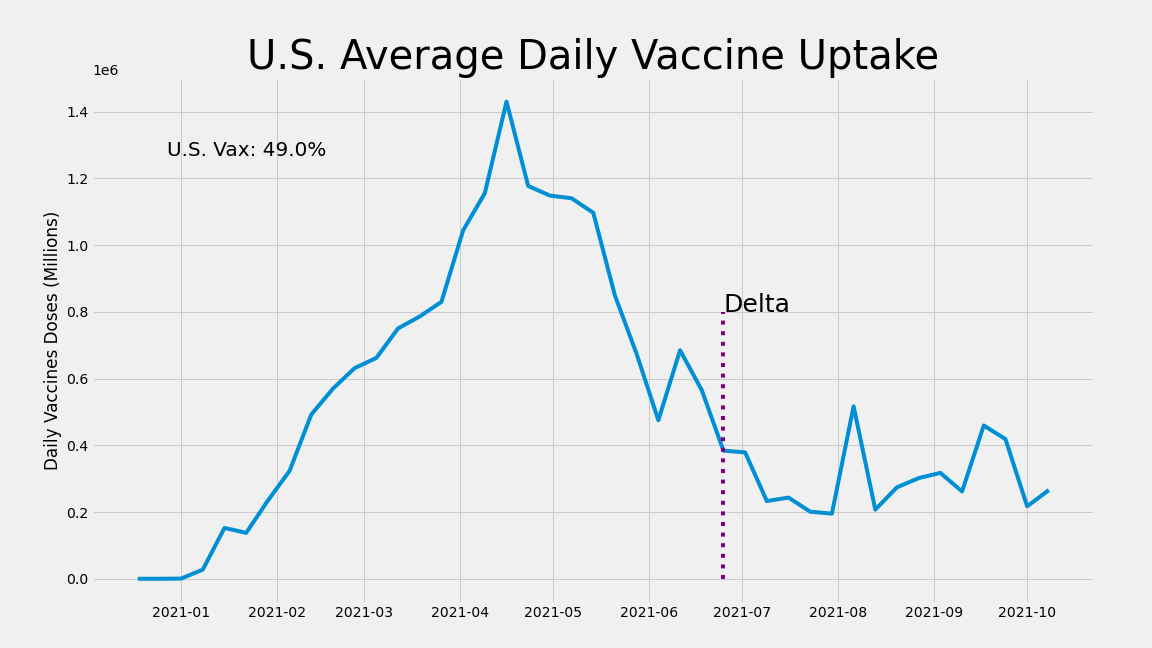 U.S. Average Daily Vaccine Uptake
1e6
1.4
U.S. Vax: 49.0%
1.2
1.0
Daily Vaccines Doses (Millions)
Delta
0.8
0.6
0.4
0.2
0.0
2021-01 2021-02 2021-03 2021-04 2021-05 2021-06 2021-07 2021-08 2021-09 2021-10